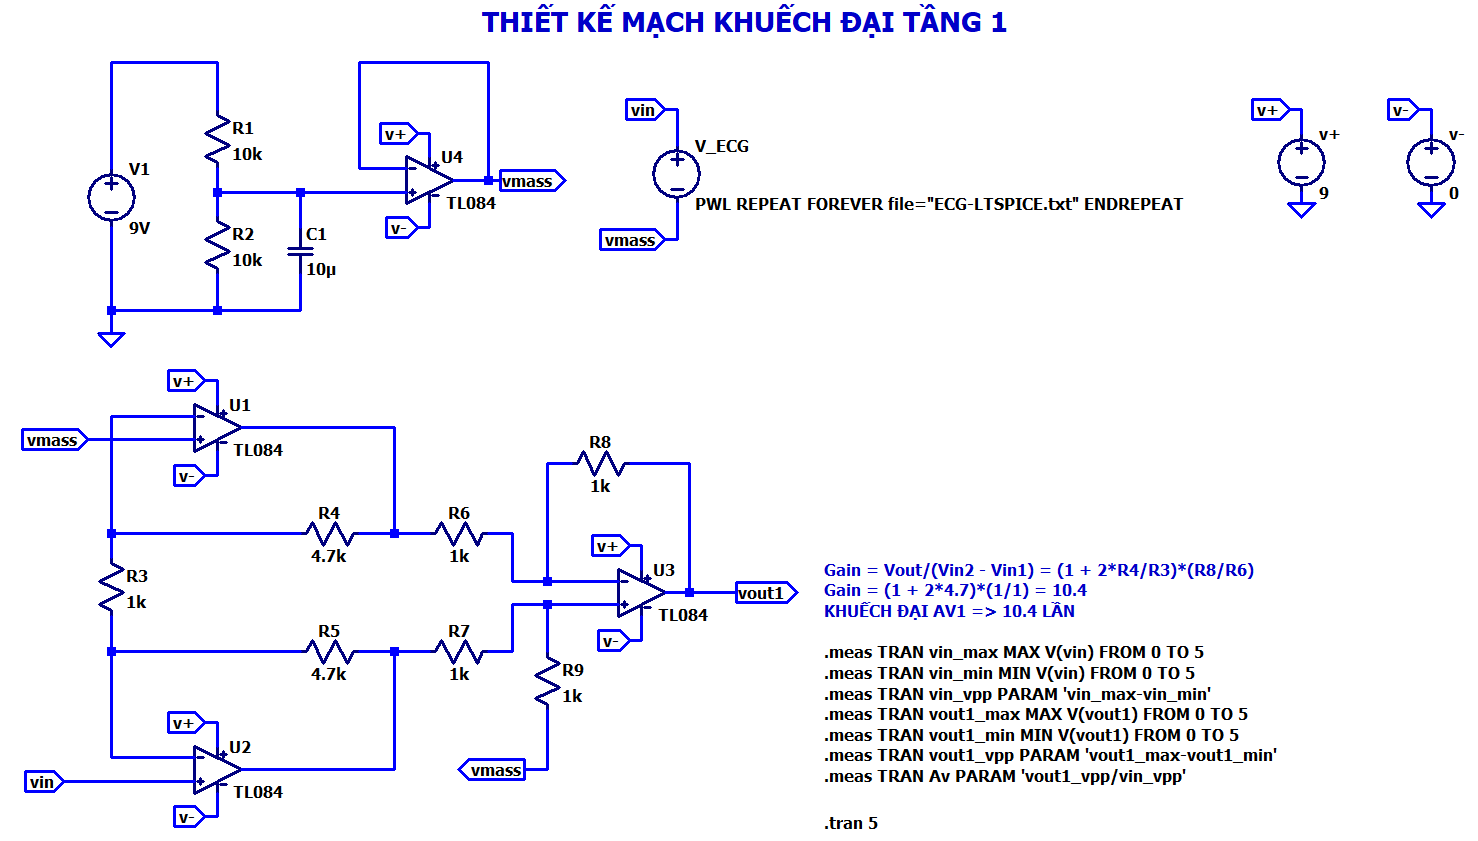 THIẾT KẾ MẠCH KHUẾCH ĐẠI TẦNG 1
V1
9V
R1
10k
R2
10k
C1
10µ
v+
U4
TL084
v-
vmass
vin
V_ECG
PWL REPEAT FOREVER file="ECG-LTSPICE.txt" ENDREPEAT
vmass
v+
v+
9
v-
v-
0
v+
U1
TL084
vmass
v-
R4
4.7k
R6
1k
R8
1k
R3
1k
v+
U3
TL084
v-
vout1
R5
4.7k
R7
1k
R9
1k
vmass
v+
U2
TL084
vin
v-
Gain = Vout/(Vin2 - Vin1) = (1 + 2*R4/R3)*(R8/R6)
Gain = (1 + 2*4.7)*(1/1) = 10.4
KHUẾCH ĐẠI AV1 => 10.4 LẦN
.meas TRAN vin_max MAX V(vin) FROM 0 TO 5
.meas TRAN vin_min MIN V(vin) FROM 0 TO 5
.meas TRAN vin_vpp PARAM 'vin_max-vin_min'
.meas TRAN vout1_max MAX V(vout1) FROM 0 TO 5
.meas TRAN vout1_min MIN V(vout1) FROM 0 TO 5
.meas TRAN vout1_vpp PARAM 'vout1_max-vout1_min'
.meas TRAN Av PARAM 'vout1_vpp/vin_vpp'
.tran 5